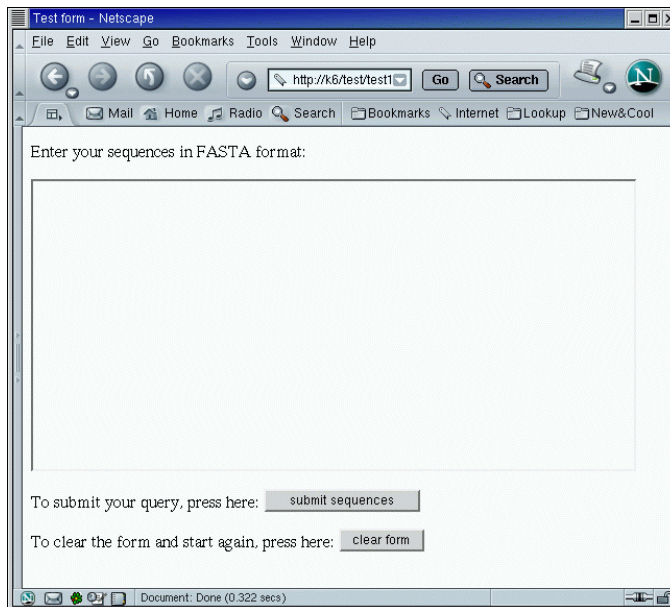 Test form - Netscape
File Edit View Go Bookmarks Tools Window Help
http://k6/test/test1 Go Search N
Mail Home Radio Search Bookmarks Internet Lookup New&Cool
Enter your sequences in FASTA format:
To submit your query, press here: submit sequences
To clear the form and start again, press here: clear form
Document: Done (0.322 secs)